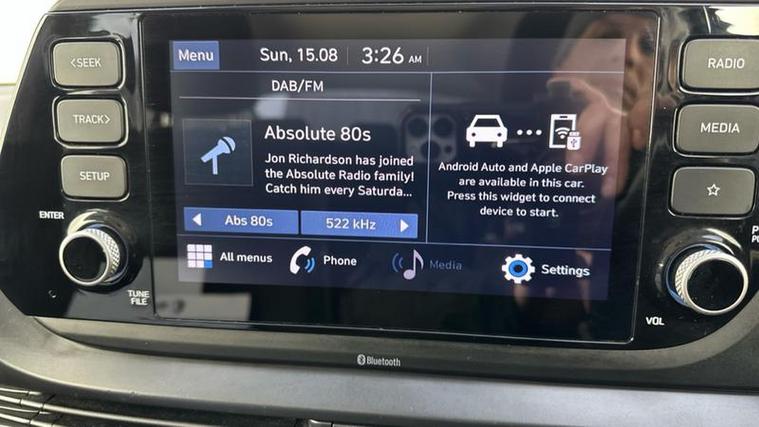 <SEEK
TRACK>
SETUP
ENTER
TUNE
FILE
Menu
Sun, 15.08
3:26 AM
DAB/FM
Absolute 80s
Jon Richardson has joined
the Absolute Radio family!
Catch him every Saturda...
Abs 80s
522 kHz
Android Auto and Apple CarPlay
are available in this car.
Press this widget to connect
device to start.
All menus
Phone
Media
Settings
RADIO
MEDIA
VOL
Bluetooth